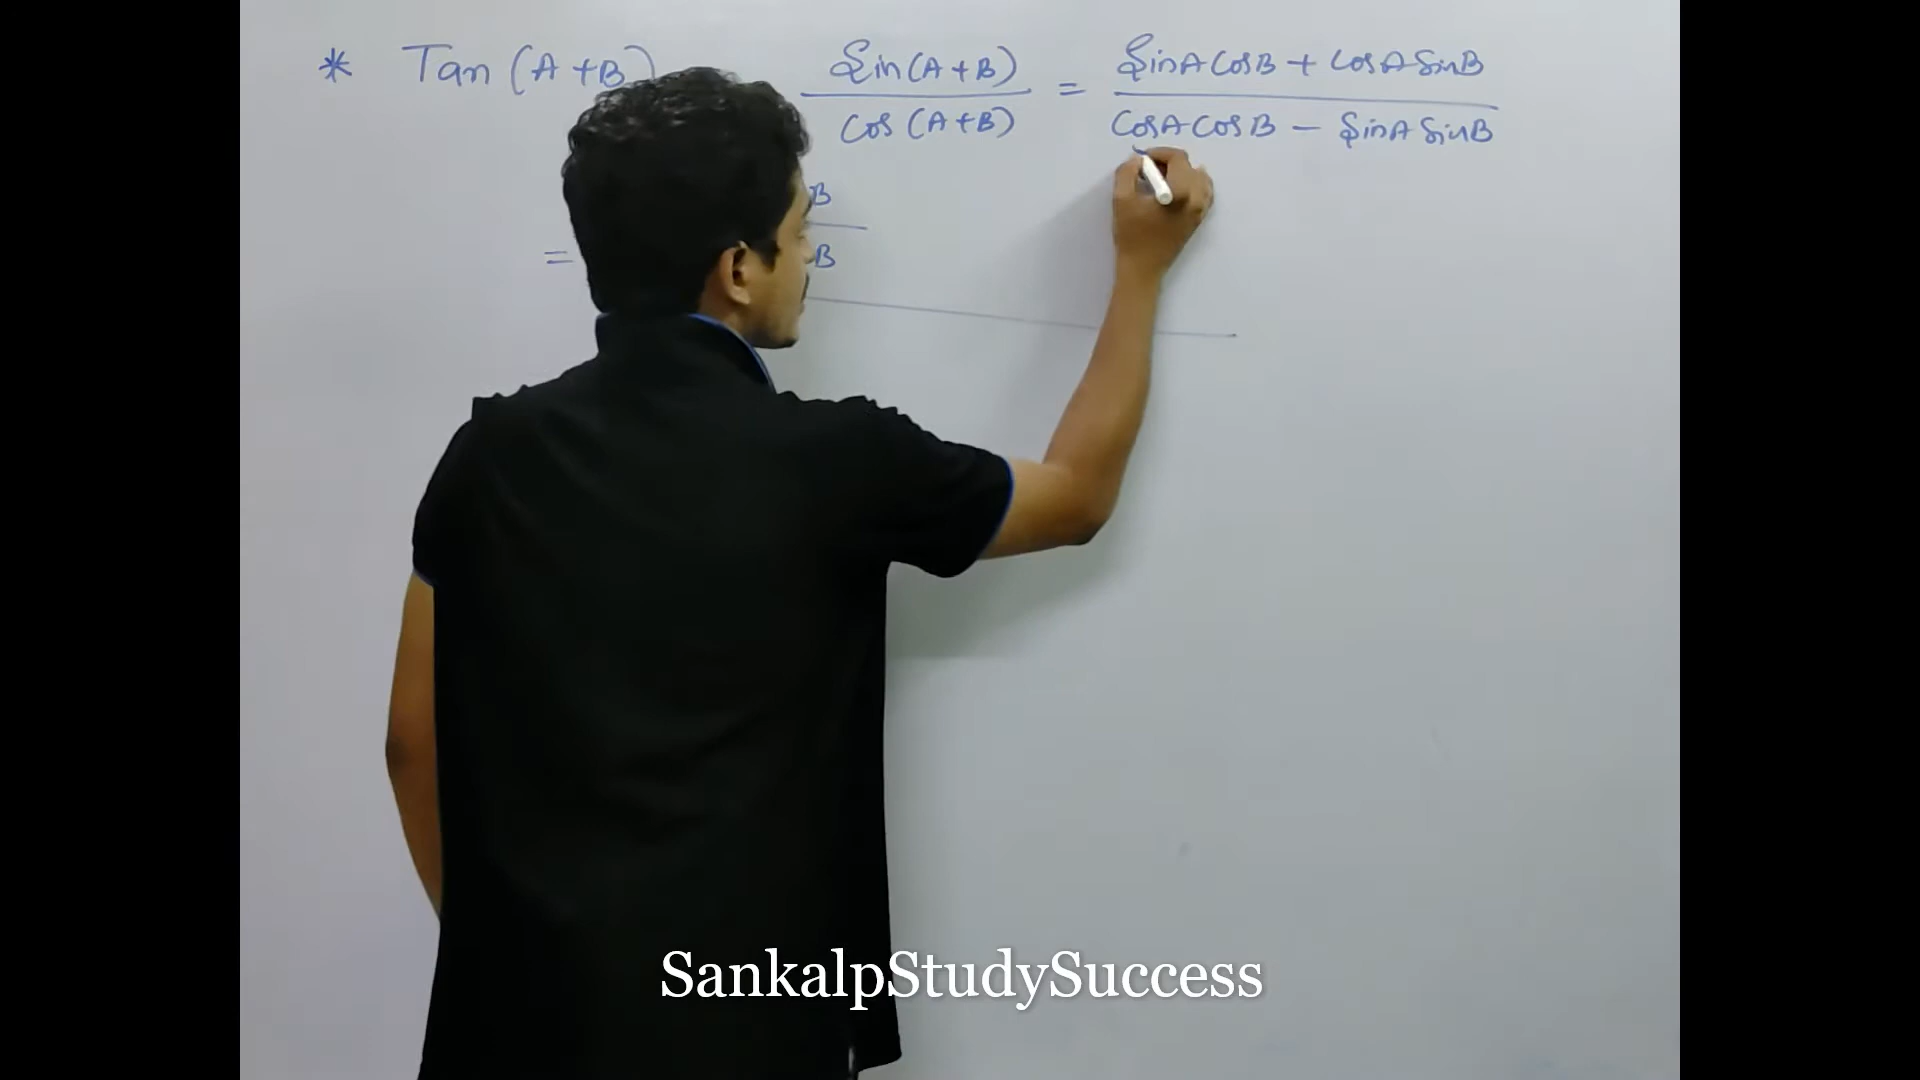 * Tan (A+B) Sin(A+B) / Cos (A+B) = SinA CosB + CosA SinB / CosA CosB - SinA SinB
B
= B
SankalpStudySuccess